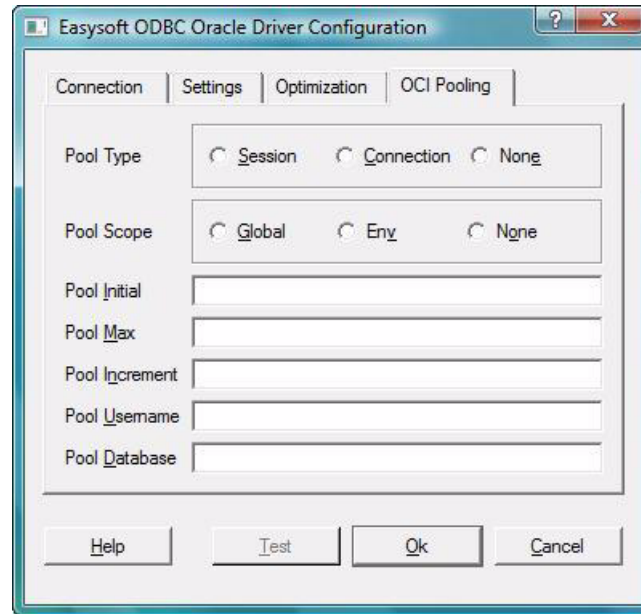 Easysoft ODBC Oracle Driver Configuration
? X
Connection Settings Optimization OCI Pooling
Pool Type Session Connection None
Pool Scope Global Env None
Pool Initial
Pool Max
Pool Increment
Pool Username
Pool Database
Help Test Ok Cancel